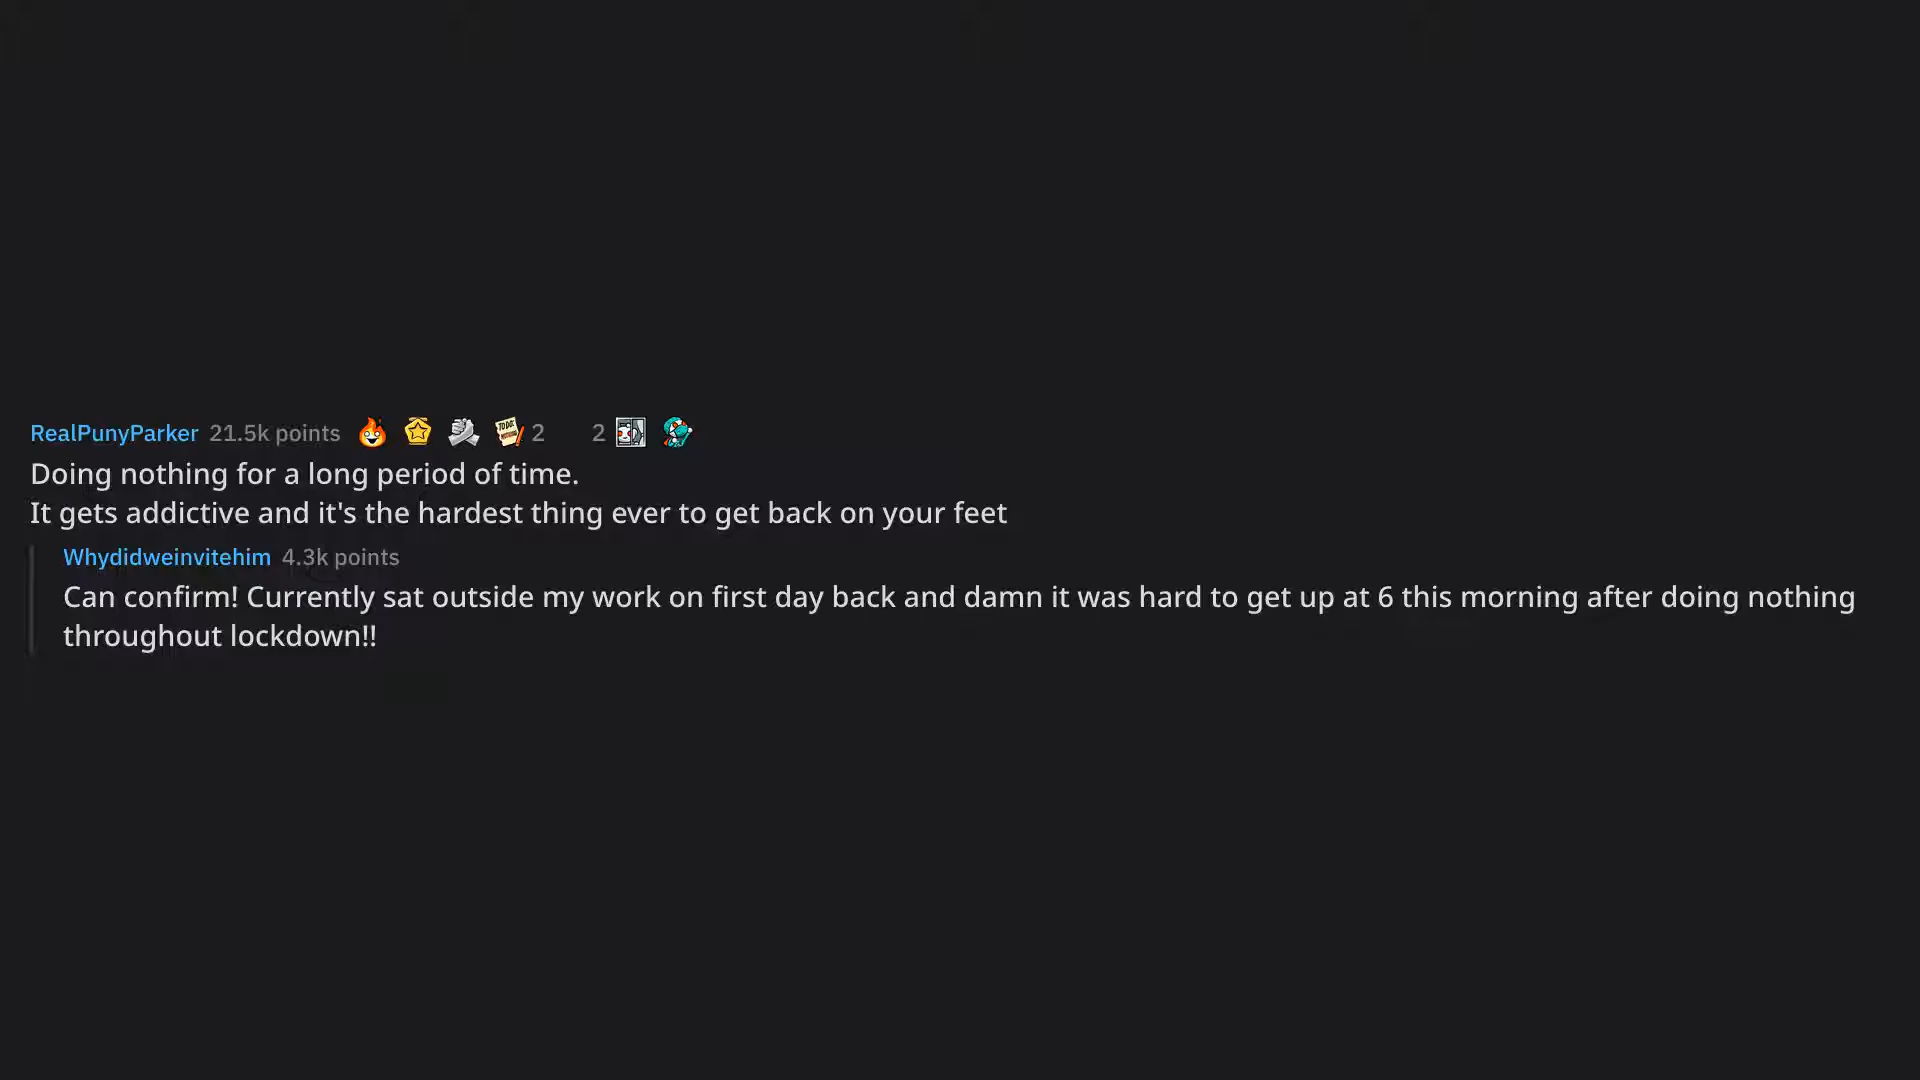 RealPunyParker 21.5k points 2 2
Doing nothing for a long period of time.
It gets addictive and it's the hardest thing ever to get back on your feet
Whydidweinvitehim 4.3k points
Can confirm! Currently sat outside my work on first day back and damn it was hard to get up at 6 this morning after doing nothing
throughout lockdown!!